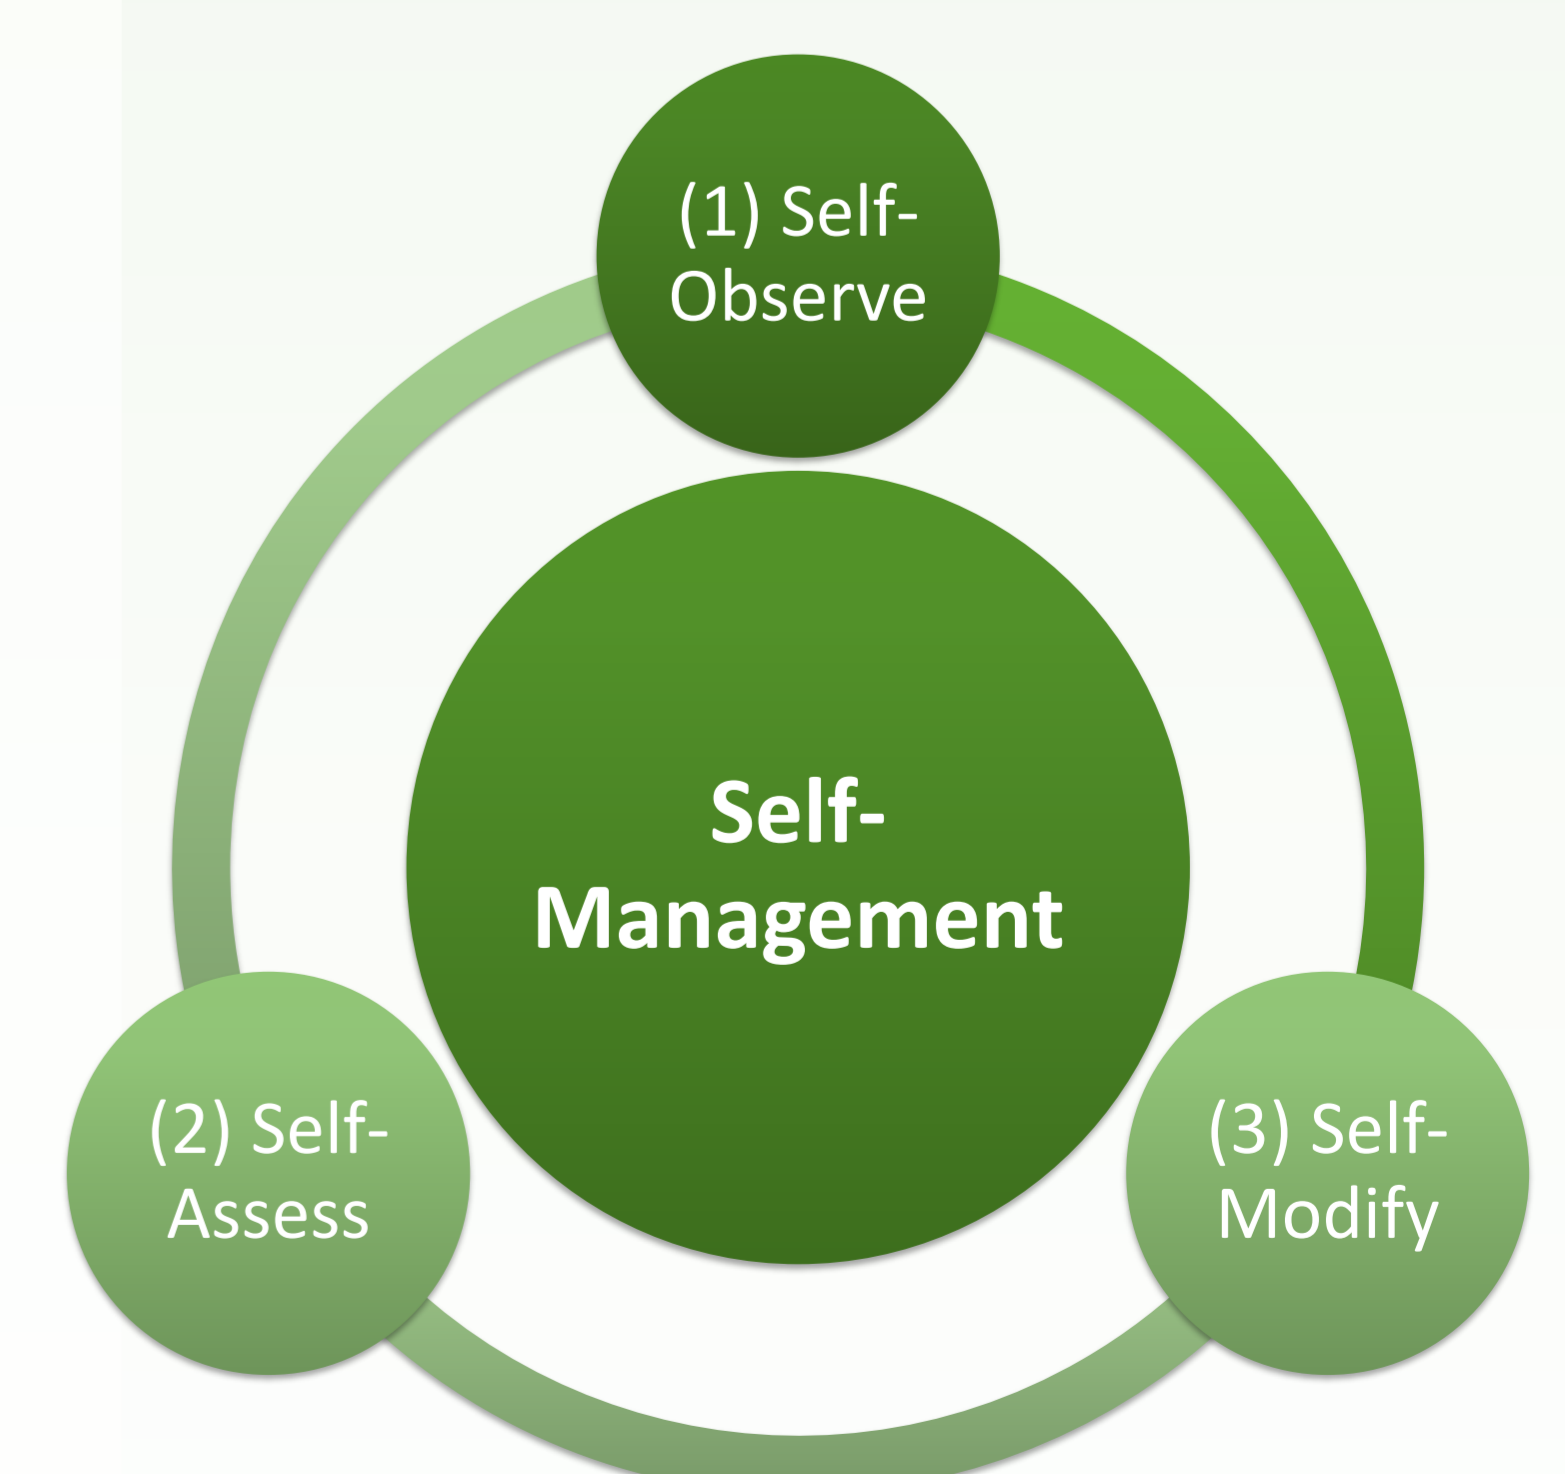 (1) Self-
Observe
Self-
Management
(2) Self-
Assess
(3) Self-
Modify